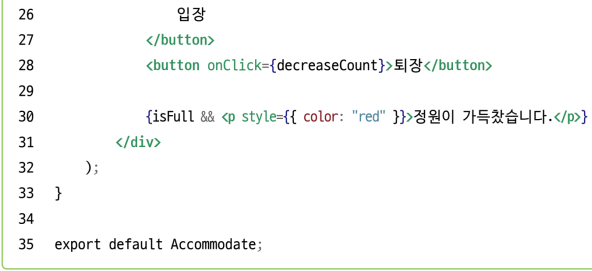 26 입장
27 </button>
28 <button onClick={decreaseCount}>퇴장</button>
29
30 {isFull && <p style={{ color: "red" }}>정원이 가득찼습니다.</p>}
31 </div>
32 );
33 }
34
35 export default Accommodate;